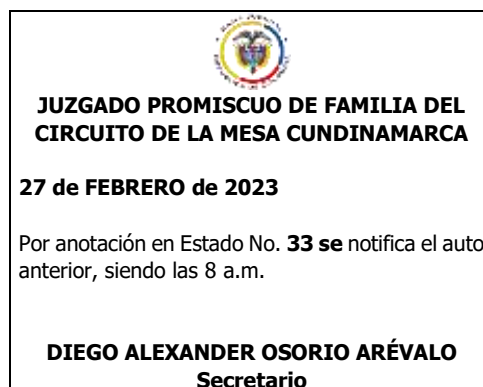 JUZGADO PROMISCUO DE FAMILIA DEL
CIRCUITO DE LA MESA CUNDINAMARCA
27 de FEBRERO de 2023
Por anotación en Estado No. 33 se notifica el auto
anterior, siendo las 8 a.m.
DIEGO ALEXANDER OSORIO ARÉVALO
Secretario